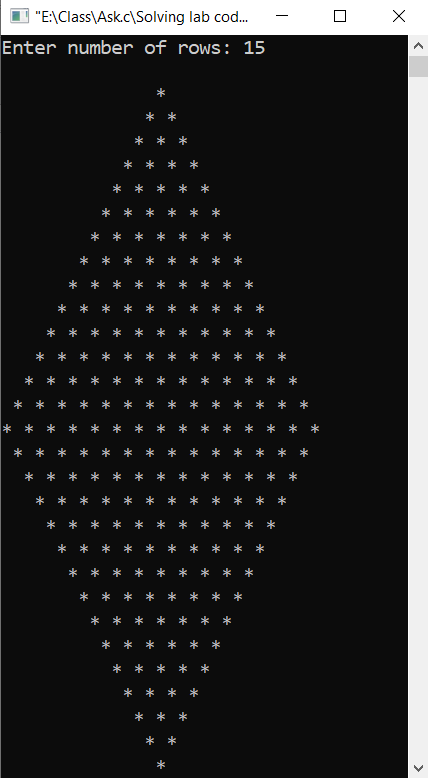 "E:\Class\Ask.c\Solving lab cod...
Enter number of rows: 15
              *
             * *
            * * *
           * * * *
          * * * * *
         * * * * * *
        * * * * * * *
       * * * * * * * *
      * * * * * * * * *
     * * * * * * * * * *
    * * * * * * * * * * *
   * * * * * * * * * * * *
  * * * * * * * * * * * * *
 * * * * * * * * * * * * * *
* * * * * * * * * * * * * * *
 * * * * * * * * * * * * * *
  * * * * * * * * * * * * *
   * * * * * * * * * * * *
    * * * * * * * * * * *
     * * * * * * * * * *
      * * * * * * * * *
       * * * * * * * *
        * * * * * * *
         * * * * * *
          * * * * *
           * * * *
            * * *
             * *
              *